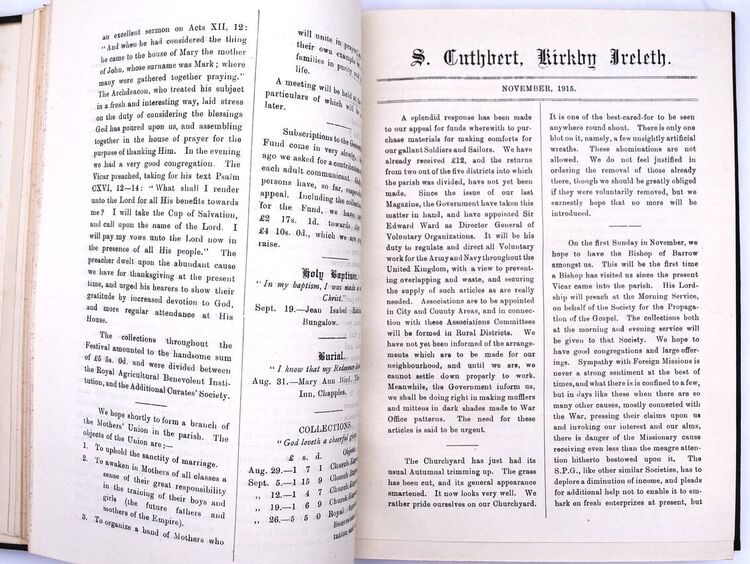 an excellent sermon on Acts XII, 12:
"And when he had considered the thing
he came to the house of Mary the mother
of John, whose surname was Mark; where
many were gathered together praying."
The Archdeacon, who treated his subject
in a fresh and interesting way, laid stress
on the duty of considering the blessings
God has poured upon us, and assembling
together in the house of prayer for the
purpose of thanking Him. In the evening
we had a very good congregation. The
Vicar preached, taking for his text Psalm
CXVI, 12–14: "What shall I render
unto the Lord for all His benefits towards
me? I will take the Cup of Salvation,
and call upon the name of the Lord. I
will pay my vows unto the Lord now in
the presence of all His people." The
preacher dwelt upon the abundant cause
we have for thanksgiving at the present
time, and urged his hearers to show their
gratitude by increased devotion to God,
and more regular attendance at His
House.
The collections throughout the
Festival amounted to the handsome sum
of £5 5s. 0d. and were divided between
the Royal Agricultural Benevolent Insti-
tution, and the Additional Curates' Society.
We hope shortly to form a branch of
the Mothers' Union in the parish. The
objects of the Union are:—
1. To uphold the sanctity of marriage.
2. To awaken in Mothers of all classes a
sense of their great responsibility
in the training of their boys and
girls (the future fathers and
mothers of the Empire).
3. To organize a band of Mothers who
will unite in prayer
their own example
families in purity
life.
A meeting will be held
particulars of which will be
later.
Subscriptions to the
Fund come in very slowly.
ago we asked for a
each adult communicant.
persons have, so far,
appeal. Including the
for the Fund, we have
£2 17s. 1d. towards the
£4 10s. 0d., which we
raise.
Holy Baptism.
"In my baptism, I was made
Christ."
Sept. 19.—Jean Isabel
Bungalow.
Burial.
"I know that my Redeemer
Aug. 31.—Mary Ann
Inn, Chapples.
COLLECTIONS.
"God loveth a cheerful
£ s. d. Object.
Aug. 29.—1 7 1 Church
Sept. 5.—1 15 9 Church
„ 12.—1 4 7 Church
„ 19.—1 6 9 Church
„ 26.—5 5 0 Royal
S. Cuthbert, Kirkby Ireleth.
NOVEMBER, 1915.
A splendid response has been made
to our appeal for funds wherewith to pur-
chase materials for making comforts for
our gallant Soldiers and Sailors. We have
already received £12, and the returns
from two out of the five districts into which
the parish was divided, have not yet been
made. Since the issue of our last
Magazine, the Government have taken this
matter in hand, and have appointed Sir
Edward Ward as Director General of
Voluntary Organizations. It will be his
duty to regulate and direct all Voluntary
work for the Army and Navy throughout the
United Kingdom, with a view to prevent-
ing overlapping and waste, and securing
the supply of such articles as are really
needed. Associations are to be appointed
in City and County Areas, and in connec-
tion with these Associations Committees
will be formed in Rural Districts. We
have not yet been informed of the arrange-
ments which are to be made for our
neighbourhood, and until we are, we
cannot settle down properly to work.
Meanwhile, the Government inform us,
we shall be doing right in making mufflers
and mittens in dark shades made to War
Office patterns. The need for these
articles is said to be urgent.
The Churchyard has just had its
usual Autumnal trimming up. The grass
has been cut, and its general appearance
smartened. It now looks very well. We
rather pride ourselves on our Churchyard.
It is one of the best-cared-for to be seen
anywhere round about. There is only one
blot on it, namely, a few unsightly artificial
wreaths. These abominations are not
allowed. We do not feel justified in
ordering the removal of those already
there, though we should be greatly obliged
if they were voluntarily removed, but we
earnestly hope that no more will be
introduced.
On the first Sunday in November, we
hope to have the Bishop of Barrow
amongst us. This will be the first time
a Bishop has visited us since the present
Vicar came into the parish. His Lord-
ship will preach at the Morning Service,
on behalf of the Society for the Propaga-
tion of the Gospel. The collections both
at the morning and evening service will
be given to that Society. We hope to
have good congregations and large offer-
ings. Sympathy with Foreign Missions is
never a strong sentiment at the best of
times, and what there is is confined to a few,
but in days like these when there are so
many other causes, mostly connected with
the War, pressing their claims upon us
and invoking our interest and our alms,
there is danger of the Missionary cause
receiving even less than the meagre atten-
tion hitherto bestowed upon it. The
S.P.G., like other similar Societies, has to
deplore a diminution of income, and pleads
for additional help not to enable it to em-
bark on fresh enterprizes at present, but